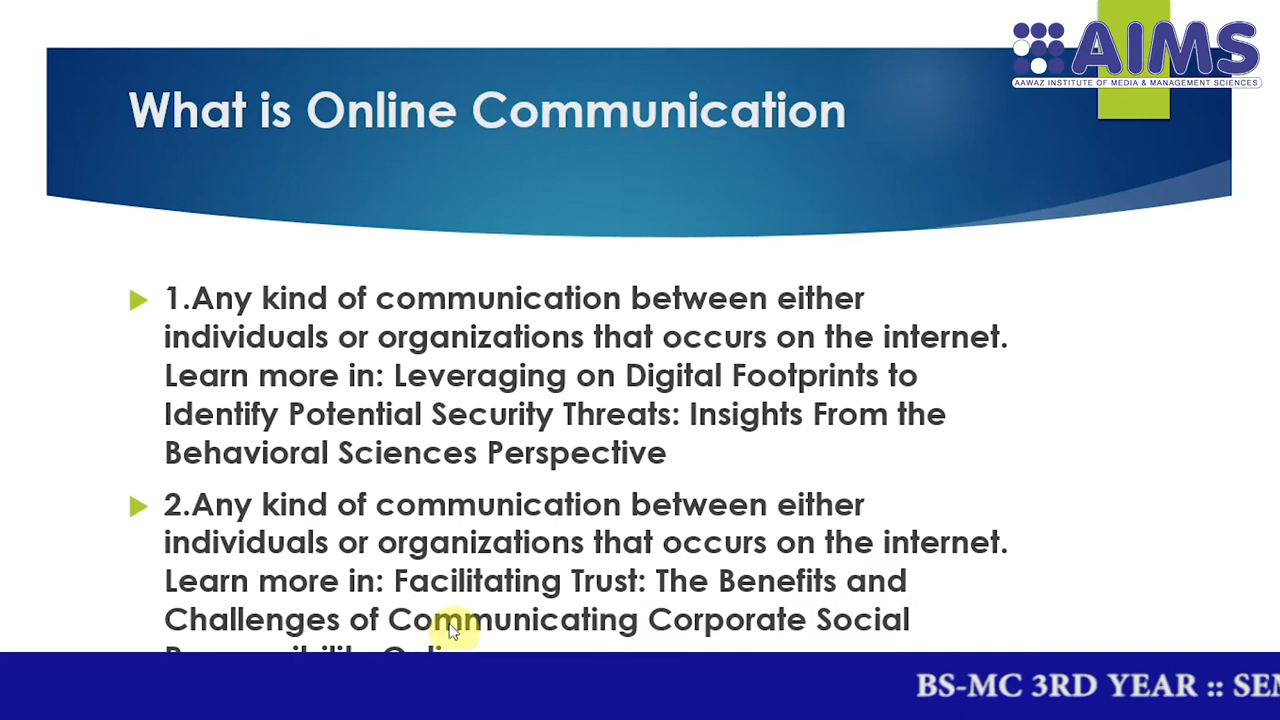 AIMS
AAWAZ INSTITUTE OF MEDIA & MANAGEMENT SCIENCES
What is Online Communication
1.Any kind of communication between either
individuals or organizations that occurs on the internet.
Learn more in: Leveraging on Digital Footprints to
Identify Potential Security Threats: Insights From the
Behavioral Sciences Perspective
2.Any kind of communication between either
individuals or organizations that occurs on the internet.
Learn more in: Facilitating Trust: The Benefits and
Challenges of Communicating Corporate Social
BS-MC 3RD YEAR :: SEM